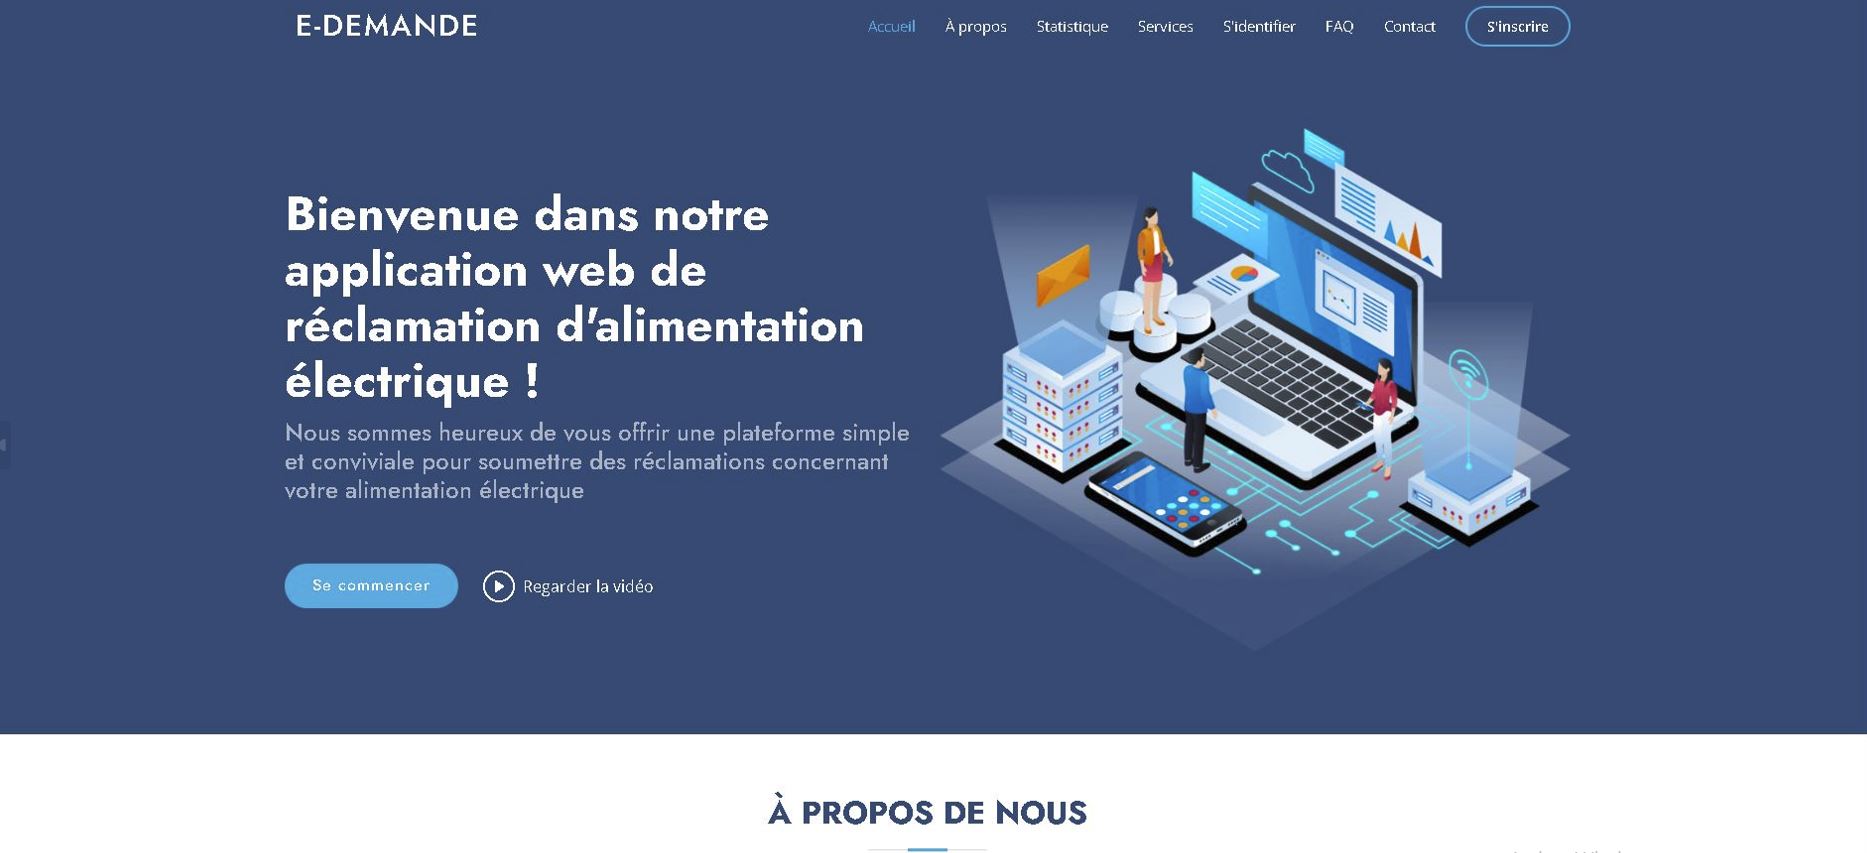 E-DEMANDE
Accueil À propos Statistique Services S'identifier FAQ Contact S'inscrire
Bienvenue dans notre
application web de
réclamation d'alimentation
électrique !
Nous sommes heureux de vous offrir une plateforme simple
et conviviale pour soumettre des réclamations concernant
votre alimentation électrique
Se commencer Regarder la vidéo
À PROPOS DE NOUS